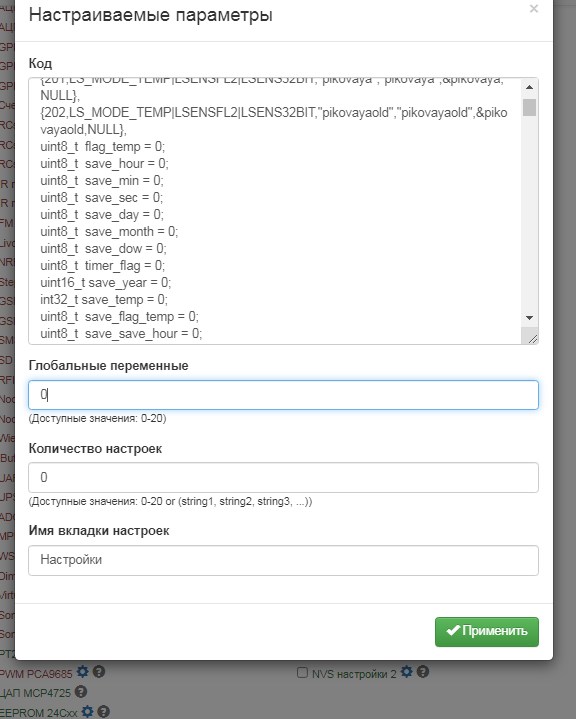 Настраиваемые параметры
×
Код
{201,LS_MODE_TEMP|LSENSFL2|LSENS32BIT,"pikovaya","pikovaya",&pikovaya,
NULL},
{202,LS_MODE_TEMP|LSENSFL2|LSENS32BIT,"pikovayaold","pikovayaold",&piko
vayaold,NULL},
uint8_t flag_temp = 0;
uint8_t save_hour = 0;
uint8_t save_min = 0;
uint8_t save_sec = 0;
uint8_t save_day = 0;
uint8_t save_month = 0;
uint8_t save_dow = 0;
uint8_t timer_flag = 0;
uint16_t save_year = 0;
int32_t save_temp = 0;
uint8_t save_flag_temp = 0;
uint8_t save_save_hour = 0;
Глобальные переменные
0
(Доступные значения: 0-20)
Количество настроек
0
(Доступные значения: 0-20 or (string1, string2, string3, ...))
Имя вкладки настроек
Настройки
Применить
PWM PCA9685
NVS настройки 2
ЦАП MCP4725
EEPROM 24Cxx